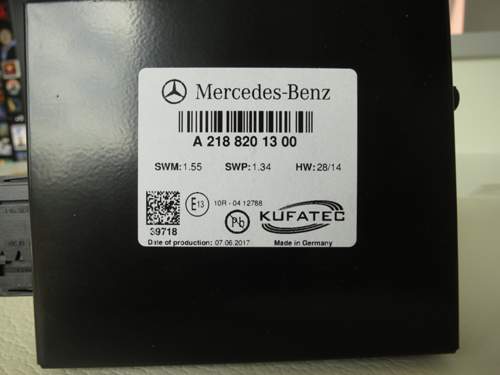 Mercedes-Benz
A 218 820 13 00
SWM:1.55 SWP:1.34 HW:28/14
E13 10R - 04 12768
Pb
KUFATEC
39718
Date of production: 07.06.2017 Made in Germany